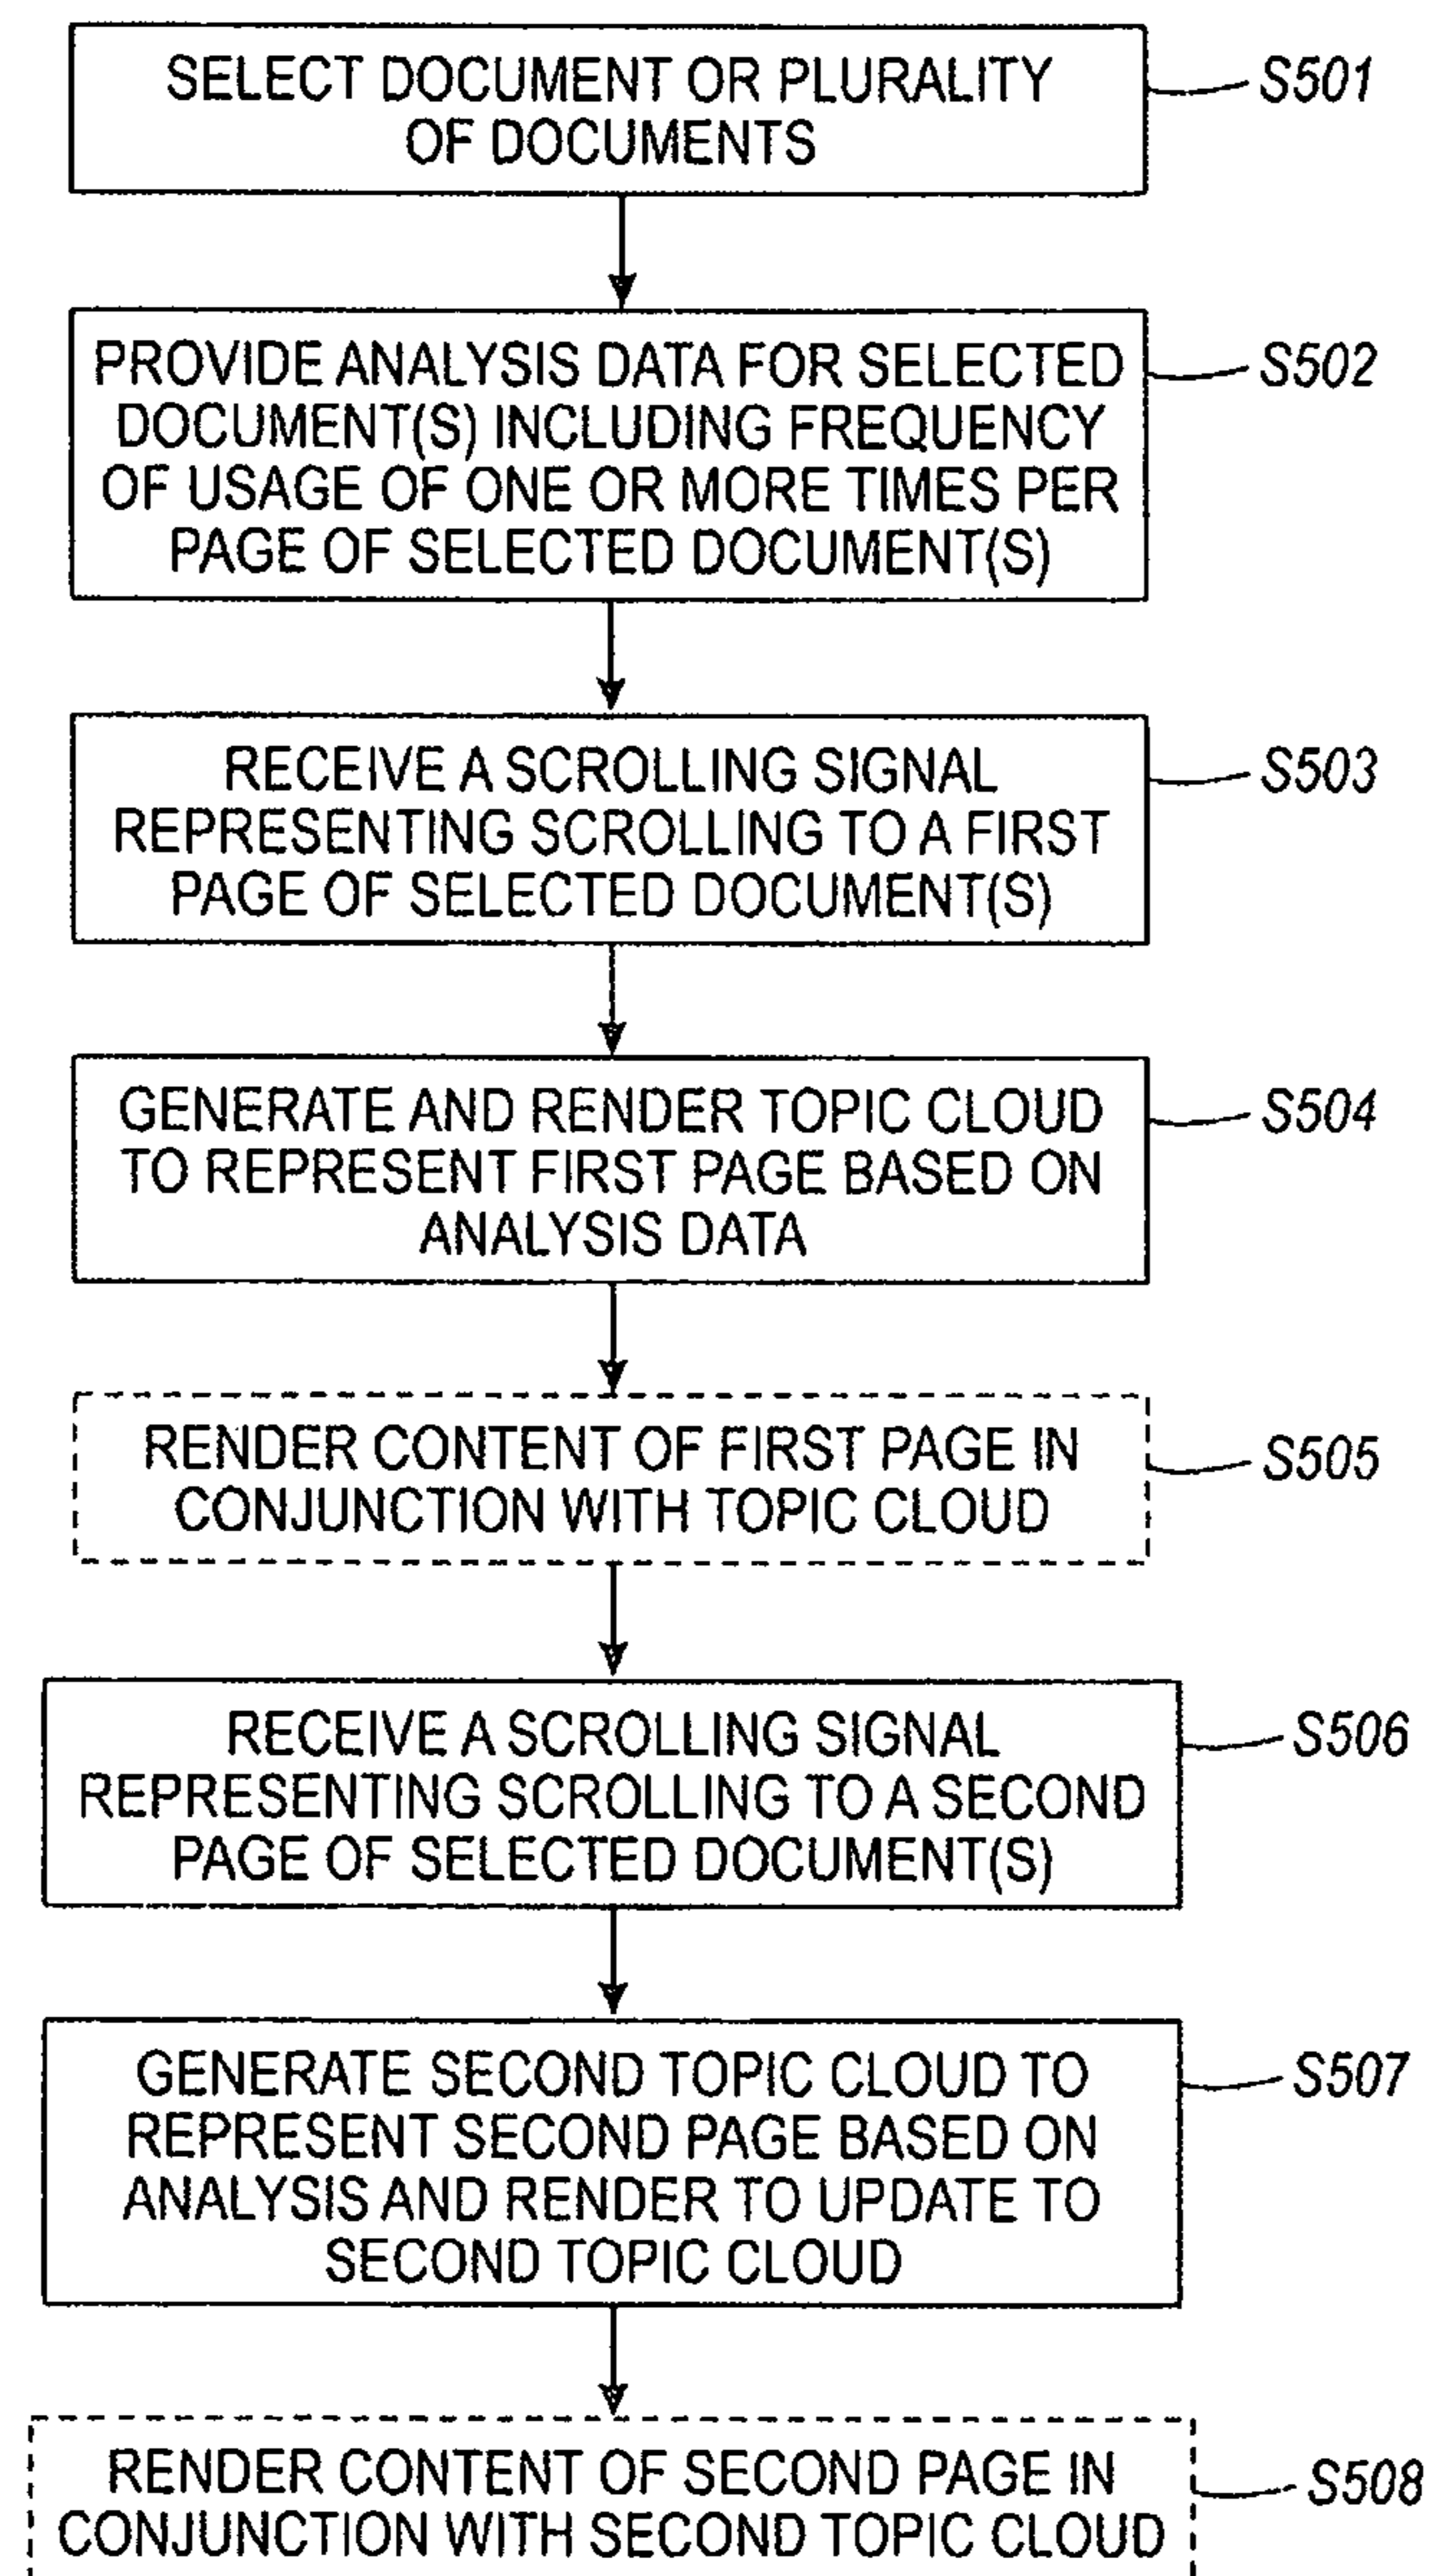 SELECT DOCUMENT OR PLURALITY
OF DOCUMENTS
S501
PROVIDE ANALYSIS DATA FOR SELECTED
DOCUMENT(S) INCLUDING FREQUENCY
OF USAGE OF ONE OR MORE TIMES PER
PAGE OF SELECTED DOCUMENT(S)
S502
RECEIVE A SCROLLING SIGNAL
REPRESENTING SCROLLING TO A FIRST
PAGE OF SELECTED DOCUMENT(S)
S503
GENERATE AND RENDER TOPIC CLOUD
TO REPRESENT FIRST PAGE BASED ON
ANALYSIS DATA
S504
RENDER CONTENT OF FIRST PAGE IN
CONJUNCTION WITH TOPIC CLOUD
S505
RECEIVE A SCROLLING SIGNAL
REPRESENTING SCROLLING TO A SECOND
PAGE OF SELECTED DOCUMENT(S)
S506
GENERATE SECOND TOPIC CLOUD TO
REPRESENT SECOND PAGE BASED ON
ANALYSIS AND RENDER TO UPDATE TO
SECOND TOPIC CLOUD
S507
RENDER CONTENT OF SECOND PAGE IN
CONJUNCTION WITH SECOND TOPIC CLOUD
S508